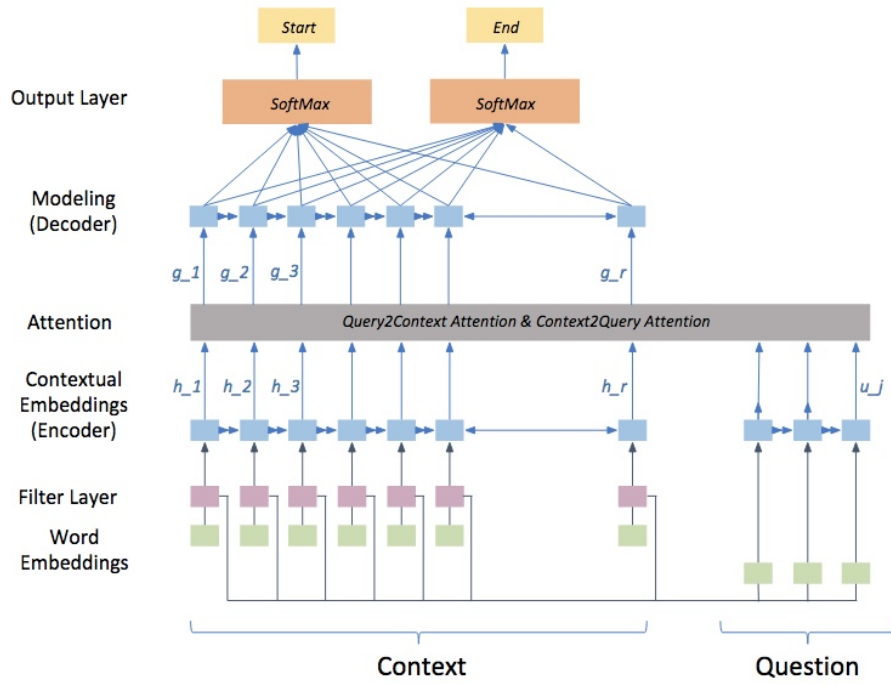 Start
End
Output Layer
SoftMax
SoftMax
Modeling
(Decoder)
g_1
g_2
g_3
g_r
Attention
Query2Context Attention & Context2Query Attention
Contextual
Embeddings
(Encoder)
h_1
h_2
h_3
h_r
u_j
Filter Layer
Word
Embeddings
Context
Question